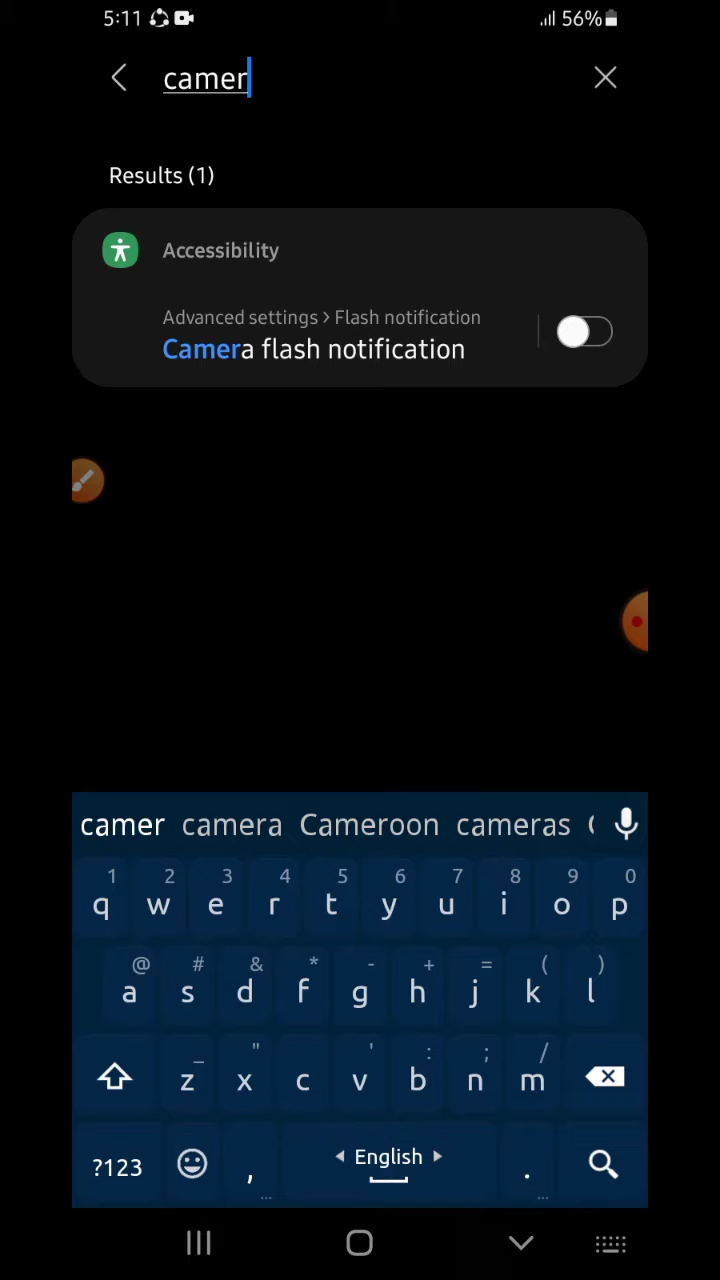 5:11 56%
camer
Results (1)
Accessibility
Advanced settings > Flash notification
Camera flash notification
camer camera Cameroon cameras
1 2 3 4 5 6 7 8 9 0
q w e r t y u i o p
@ # & * - + = ( )
a s d f g h j k l
_ " ' : ; /
z x c v b n m
?123 , English .